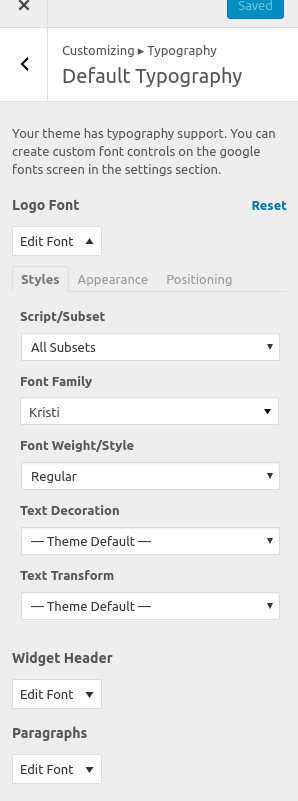 Saved
Customizing ▸ Typography
Default Typography
Your theme has typography support. You can
create custom font controls on the google
fonts screen in the settings section.
Logo Font Reset
Edit Font
Styles Appearance Positioning
Script/Subset
All Subsets
Font Family
Kristi
Font Weight/Style
Regular
Text Decoration
— Theme Default —
Text Transform
— Theme Default —
Widget Header
Edit Font
Paragraphs
Edit Font